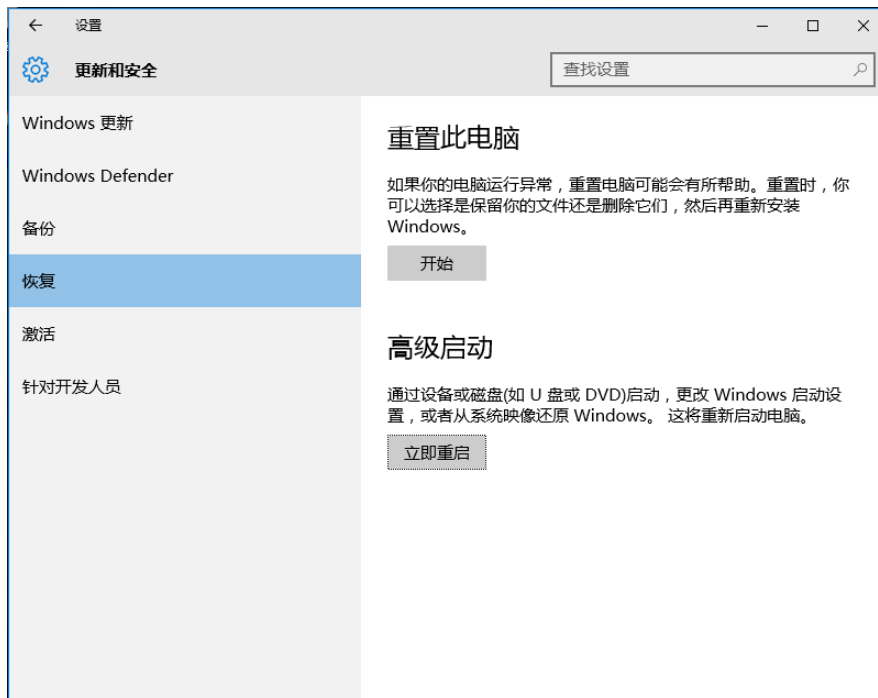 设置
更新和安全
查找设置
Windows 更新
Windows Defender
备份
恢复
激活
针对开发人员
重置此电脑
如果你的电脑运行异常，重置电脑可能会有所帮助。重置时，你
可以选择是保留你的文件还是删除它们，然后再重新安装
Windows。
开始
高级启动
通过设备或磁盘(如 U 盘或 DVD)启动，更改 Windows 启动设
置，或者从系统映像还原 Windows。 这将重新启动电脑。
立即重启